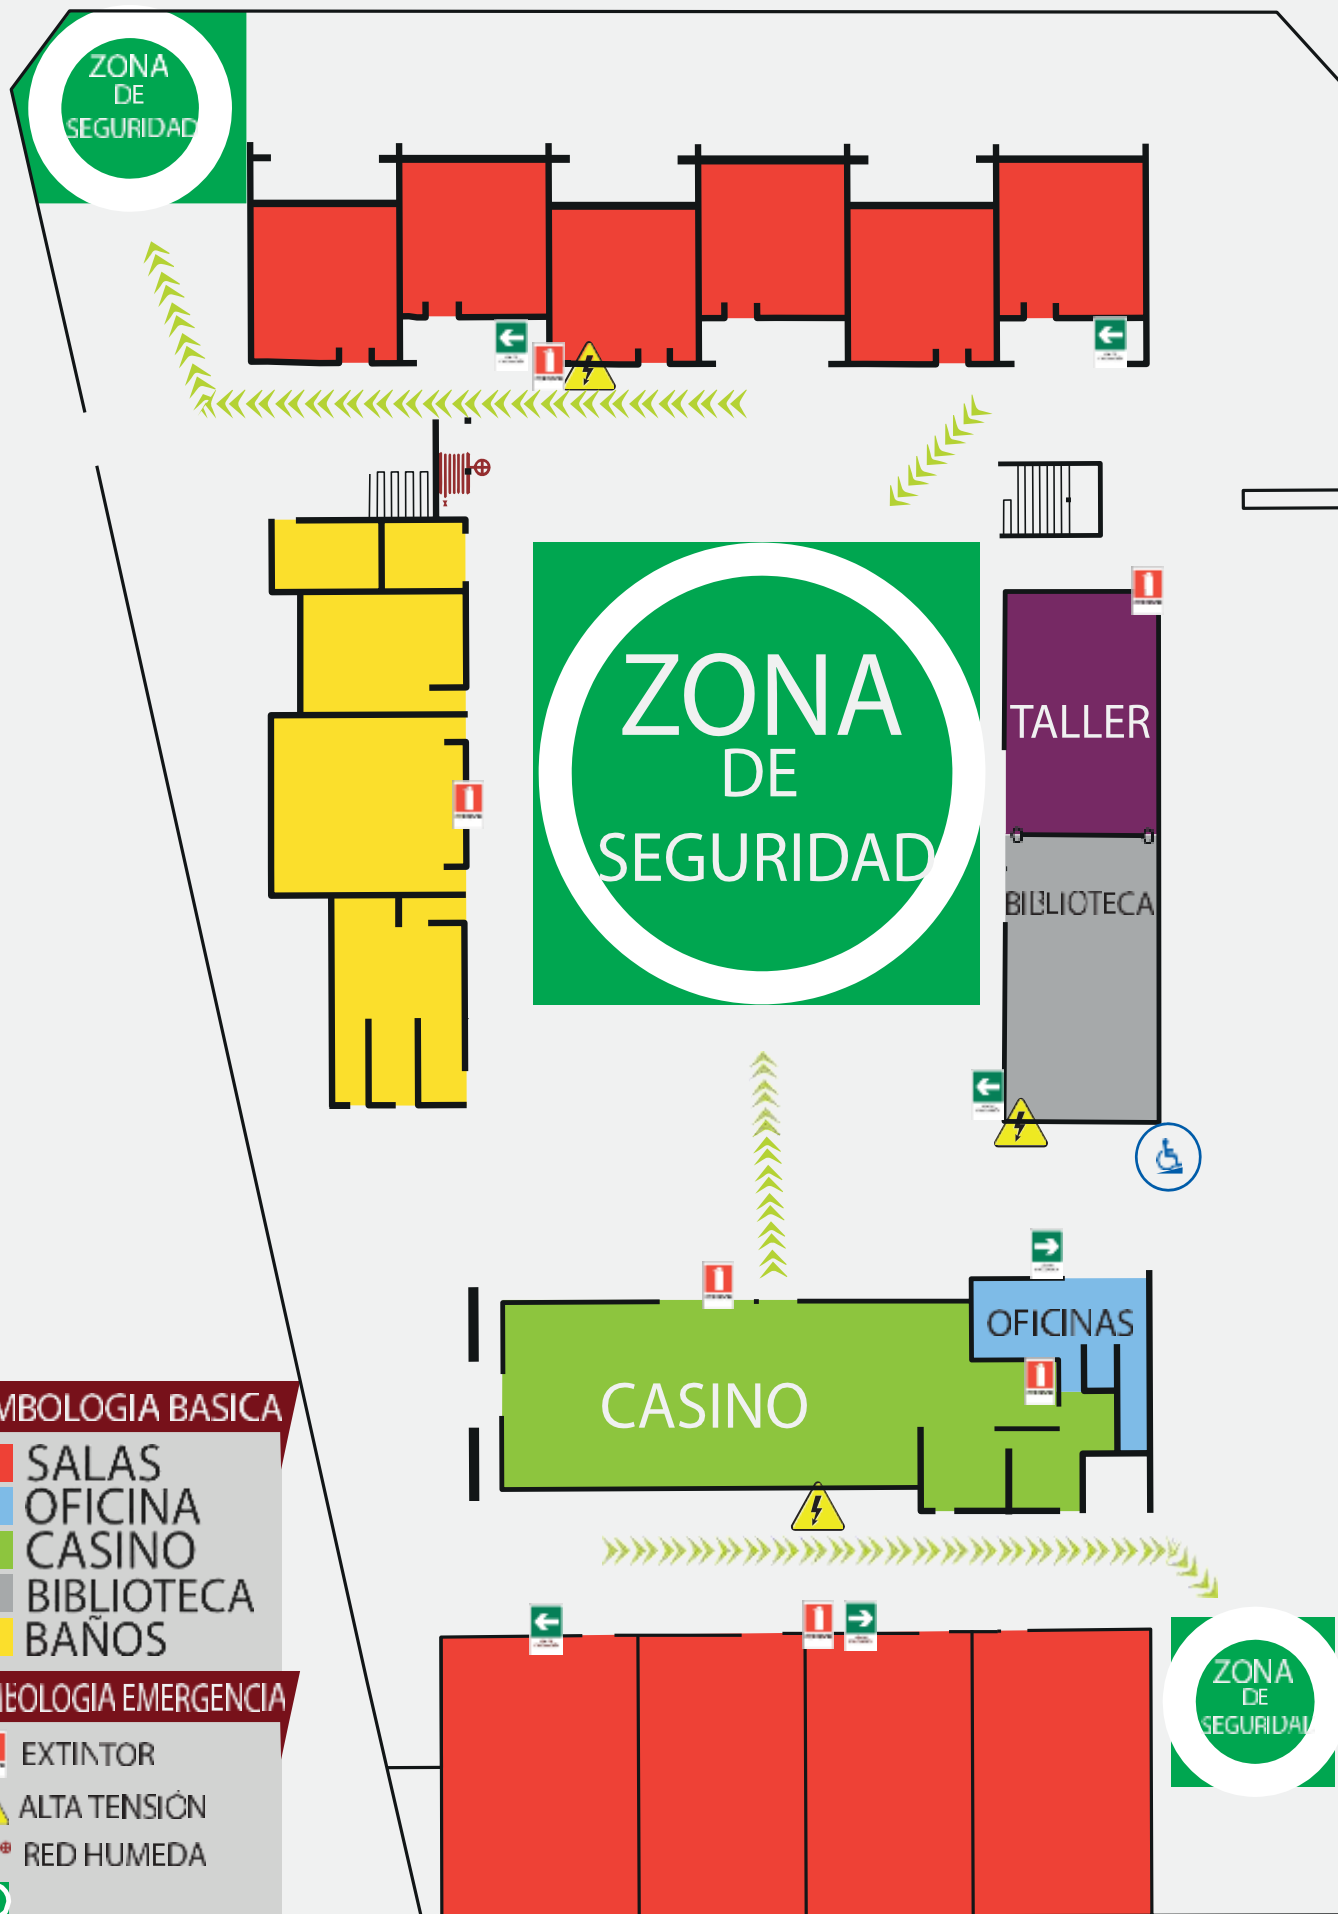 ZONA
DE
SEGURIDAD
ZONA
DE
SEGURIDAD
TALLER
BIBLIOTECA
OFICINAS
CASINO
MBOLOGIA BASICA
SALAS
OFICINA
CASINO
BIBLIOTECA
BAÑOS
BOLOGIA EMERGENCIA
EXTINTOR
ALTA TENSIÓN
RED HUMEDA
ZONA
DE
SEGURIDAD